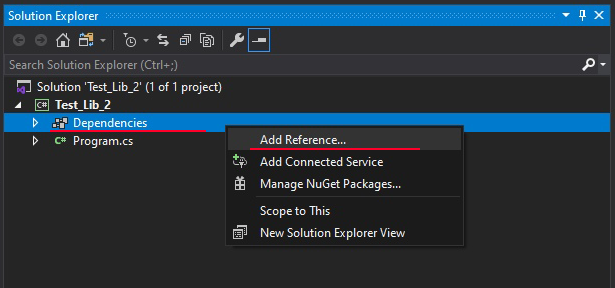 Solution Explorer
Search Solution Explorer (Ctrl+;)
Solution 'Test_Lib_2' (1 of 1 project)
C# Test_Lib_2
Dependencies
C# Program.cs
Add Reference...
Add Connected Service
Manage NuGet Packages...
Scope to This
New Solution Explorer View